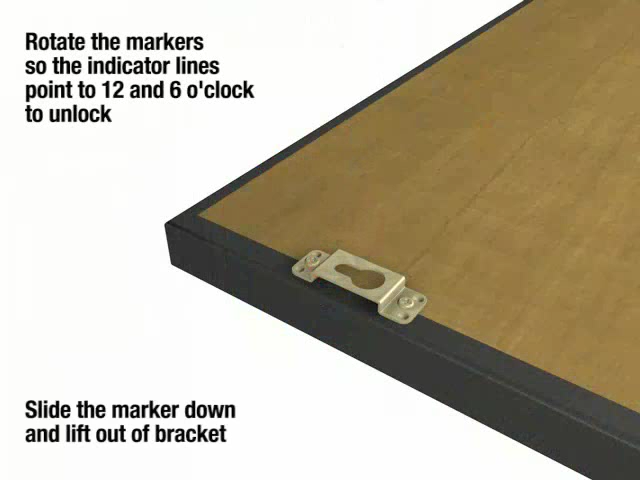 Rotate the markers
so the indicator lines
point to 12 and 6 o'clock
to unlock
Slide the marker down
and lift out of bracket